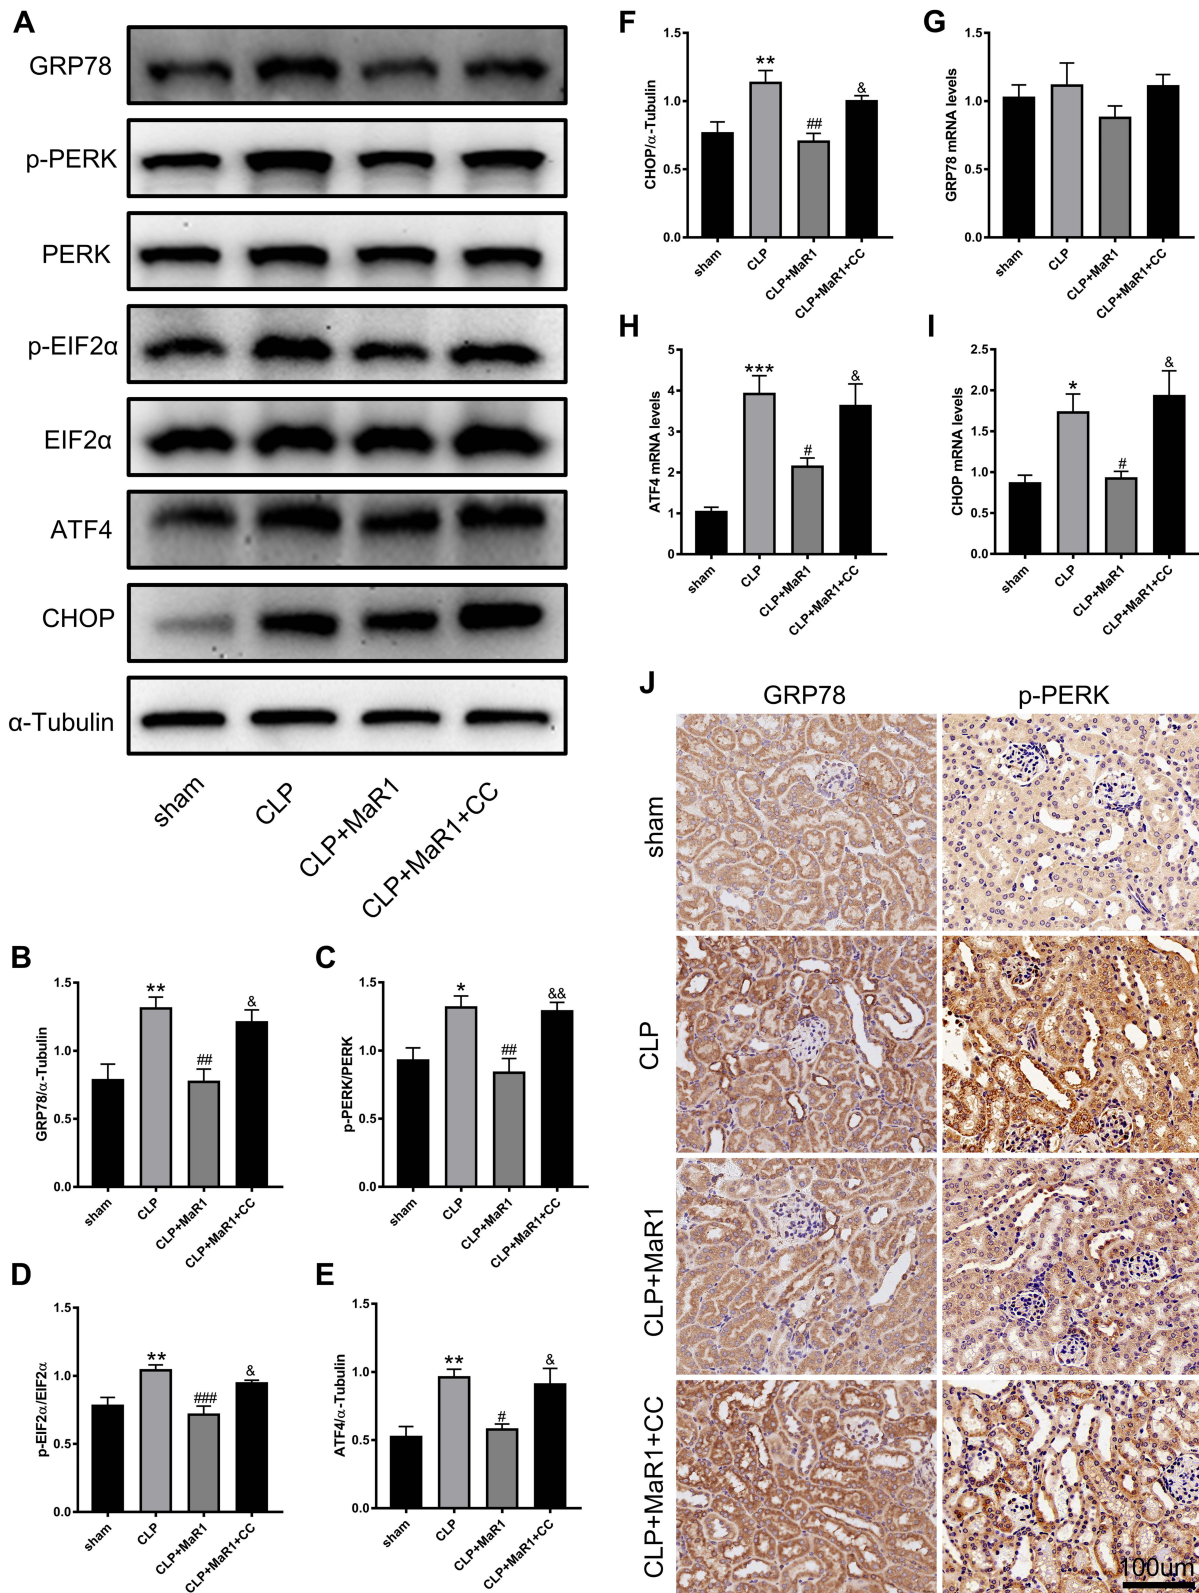 A
GRP78
p-PERK
PERK
p-EIF2α
EIF2α
ATF4
CHOP
α-Tubulin
sham
CLP
CLP+MaR1
CLP+MaR1+CC
B
GRP78/α-Tubulin
1.5
1.0
0.5
0.0
**
##
&
sham
CLP
CLP+MaR1
CLP+MaR1+CC
C
p-PERK/PERK
1.5
1.0
0.5
0.0
*
##
&&
sham
CLP
CLP+MaR1
CLP+MaR1+CC
D
p-EIF2α/EIF2α
1.5
1.0
0.5
0.0
**
###
&
sham
CLP
CLP+MaR1
CLP+MaR1+CC
E
ATF4/α-Tubulin
1.5
1.0
0.5
0.0
**
#
&
sham
CLP
CLP+MaR1
CLP+MaR1+CC
F
CHOP/α-Tubulin
1.5
1.0
0.5
0.0
**
##
&
sham
CLP
CLP+MaR1
CLP+MaR1+CC
G
GRP78 mRNA levels
1.5
1.0
0.5
0.0
sham
CLP
CLP+MaR1
CLP+MaR1+CC
H
ATF4 mRNA levels
5
4
3
2
1
0
***
#
&
sham
CLP
CLP+MaR1
CLP+MaR1+CC
I
CHOP mRNA levels
2.5
2.0
1.5
1.0
0.5
0.0
*
#
&
sham
CLP
CLP+MaR1
CLP+MaR1+CC
J
GRP78
p-PERK
sham
CLP
CLP+MaR1
CLP+MaR1+CC
100um